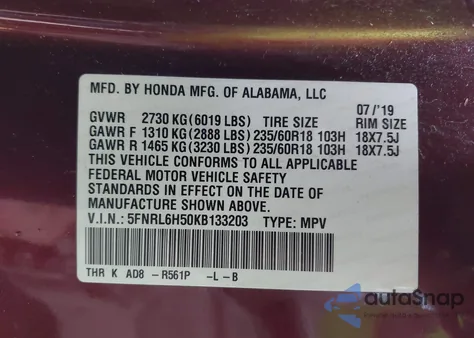 MFD. BY HONDA MFG. OF ALABAMA, LLC
07/'19
GVWR 2730 KG(6019 LBS) TIRE SIZE RIM SIZE
GAWR F 1310 KG(2888 LBS) 235/60R18 103H 18X7.5J
GAWR R 1465 KG(3230 LBS) 235/60R18 103H 18X7.5J
THIS VEHICLE CONFORMS TO ALL APPLICABLE
FEDERAL MOTOR VEHICLE SAFETY
STANDARDS IN EFFECT ON THE DATE OF
MANUFACTURE SHOWN ABOVE.
V.I.N.: 5FNRL6H50KB133203 TYPE: MPV
THR K AD8 - R561P -L-B
autoSnap